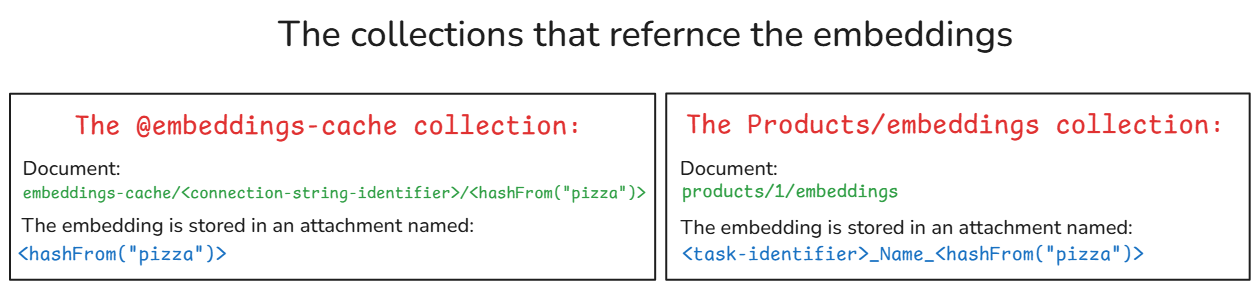 The collections that refernce the embeddings
The @embeddings-cache collection:
Document:
embeddings-cache/<connection-string-identifier>/<hashFrom("pizza")>
The embedding is stored in an attachment named:
<hashFrom("pizza")>
The Products/embeddings collection:
Document:
products/1/embeddings
The embedding is stored in an attachment named:
<task-identifier>_Name_<hashFrom("pizza")>